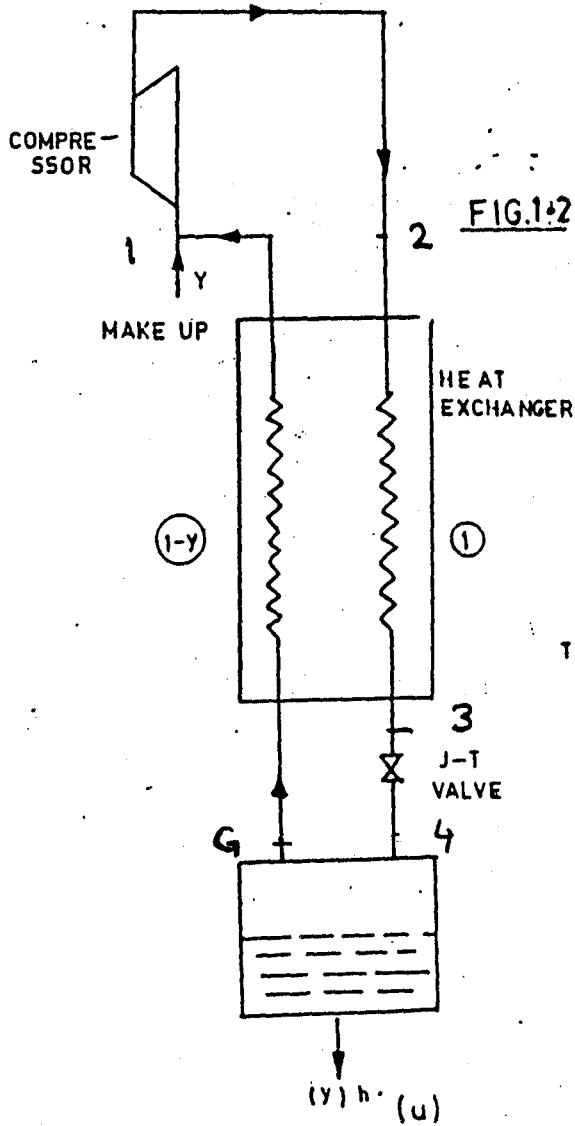 COMPRE-
SSOR
FIG.1.2
1
2
Y
MAKE UP
HEAT
EXCHANGER
(1-Y)
(1)
T
3
J-T
VALVE
G
4
(Y) h. (u)